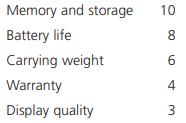 Memory and storage 10
Battery life 8
Carrying weight 6
Warranty 4
Display quality 3